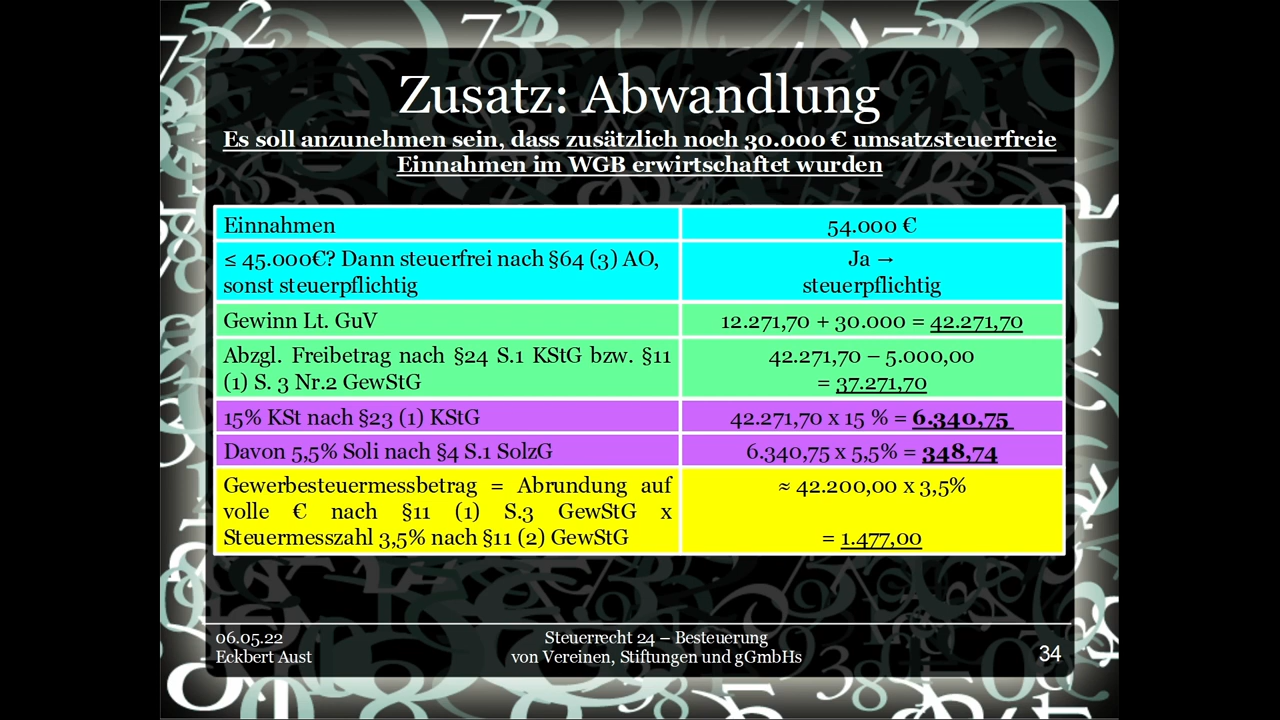 Zusatz: Abwandlung
Es soll anzunehmen sein, dass zusätzlich noch 30.000 € umsatzsteuerfreie
Einnahmen im WGB erwirtschaftet wurden
Einnahmen
54.000 €
≤ 45.000€? Dann steuerfrei nach §64 (3) AO,
sonst steuerpflichtig
Ja →
steuerpflichtig
Gewinn Lt. GuV
12.271,70 + 30.000 = 42.271,70
Abzgl. Freibetrag nach §24 S.1 KStG bzw. §11
(1) S. 3 Nr.2 GewStG
42.271,70 – 5.000,00
= 37.271,70
15% KSt nach §23 (1) KStG
42.271,70 x 15 % = 6.340,75
Davon 5,5% Soli nach §4 S.1 SolzG
6.340,75 x 5,5% = 348,74
Gewerbesteuermessbetrag = Abrundung auf
volle € nach §11 (1) S.3 GewStG x
Steuermesszahl 3,5% nach §11 (2) GewStG
≈ 42.200,00 x 3,5%
= 1.477,00
06.05.22
Eckbert Aust
Steuerrecht 24 – Besteuerung
von Vereinen, Stiftungen und gGmbHs
34